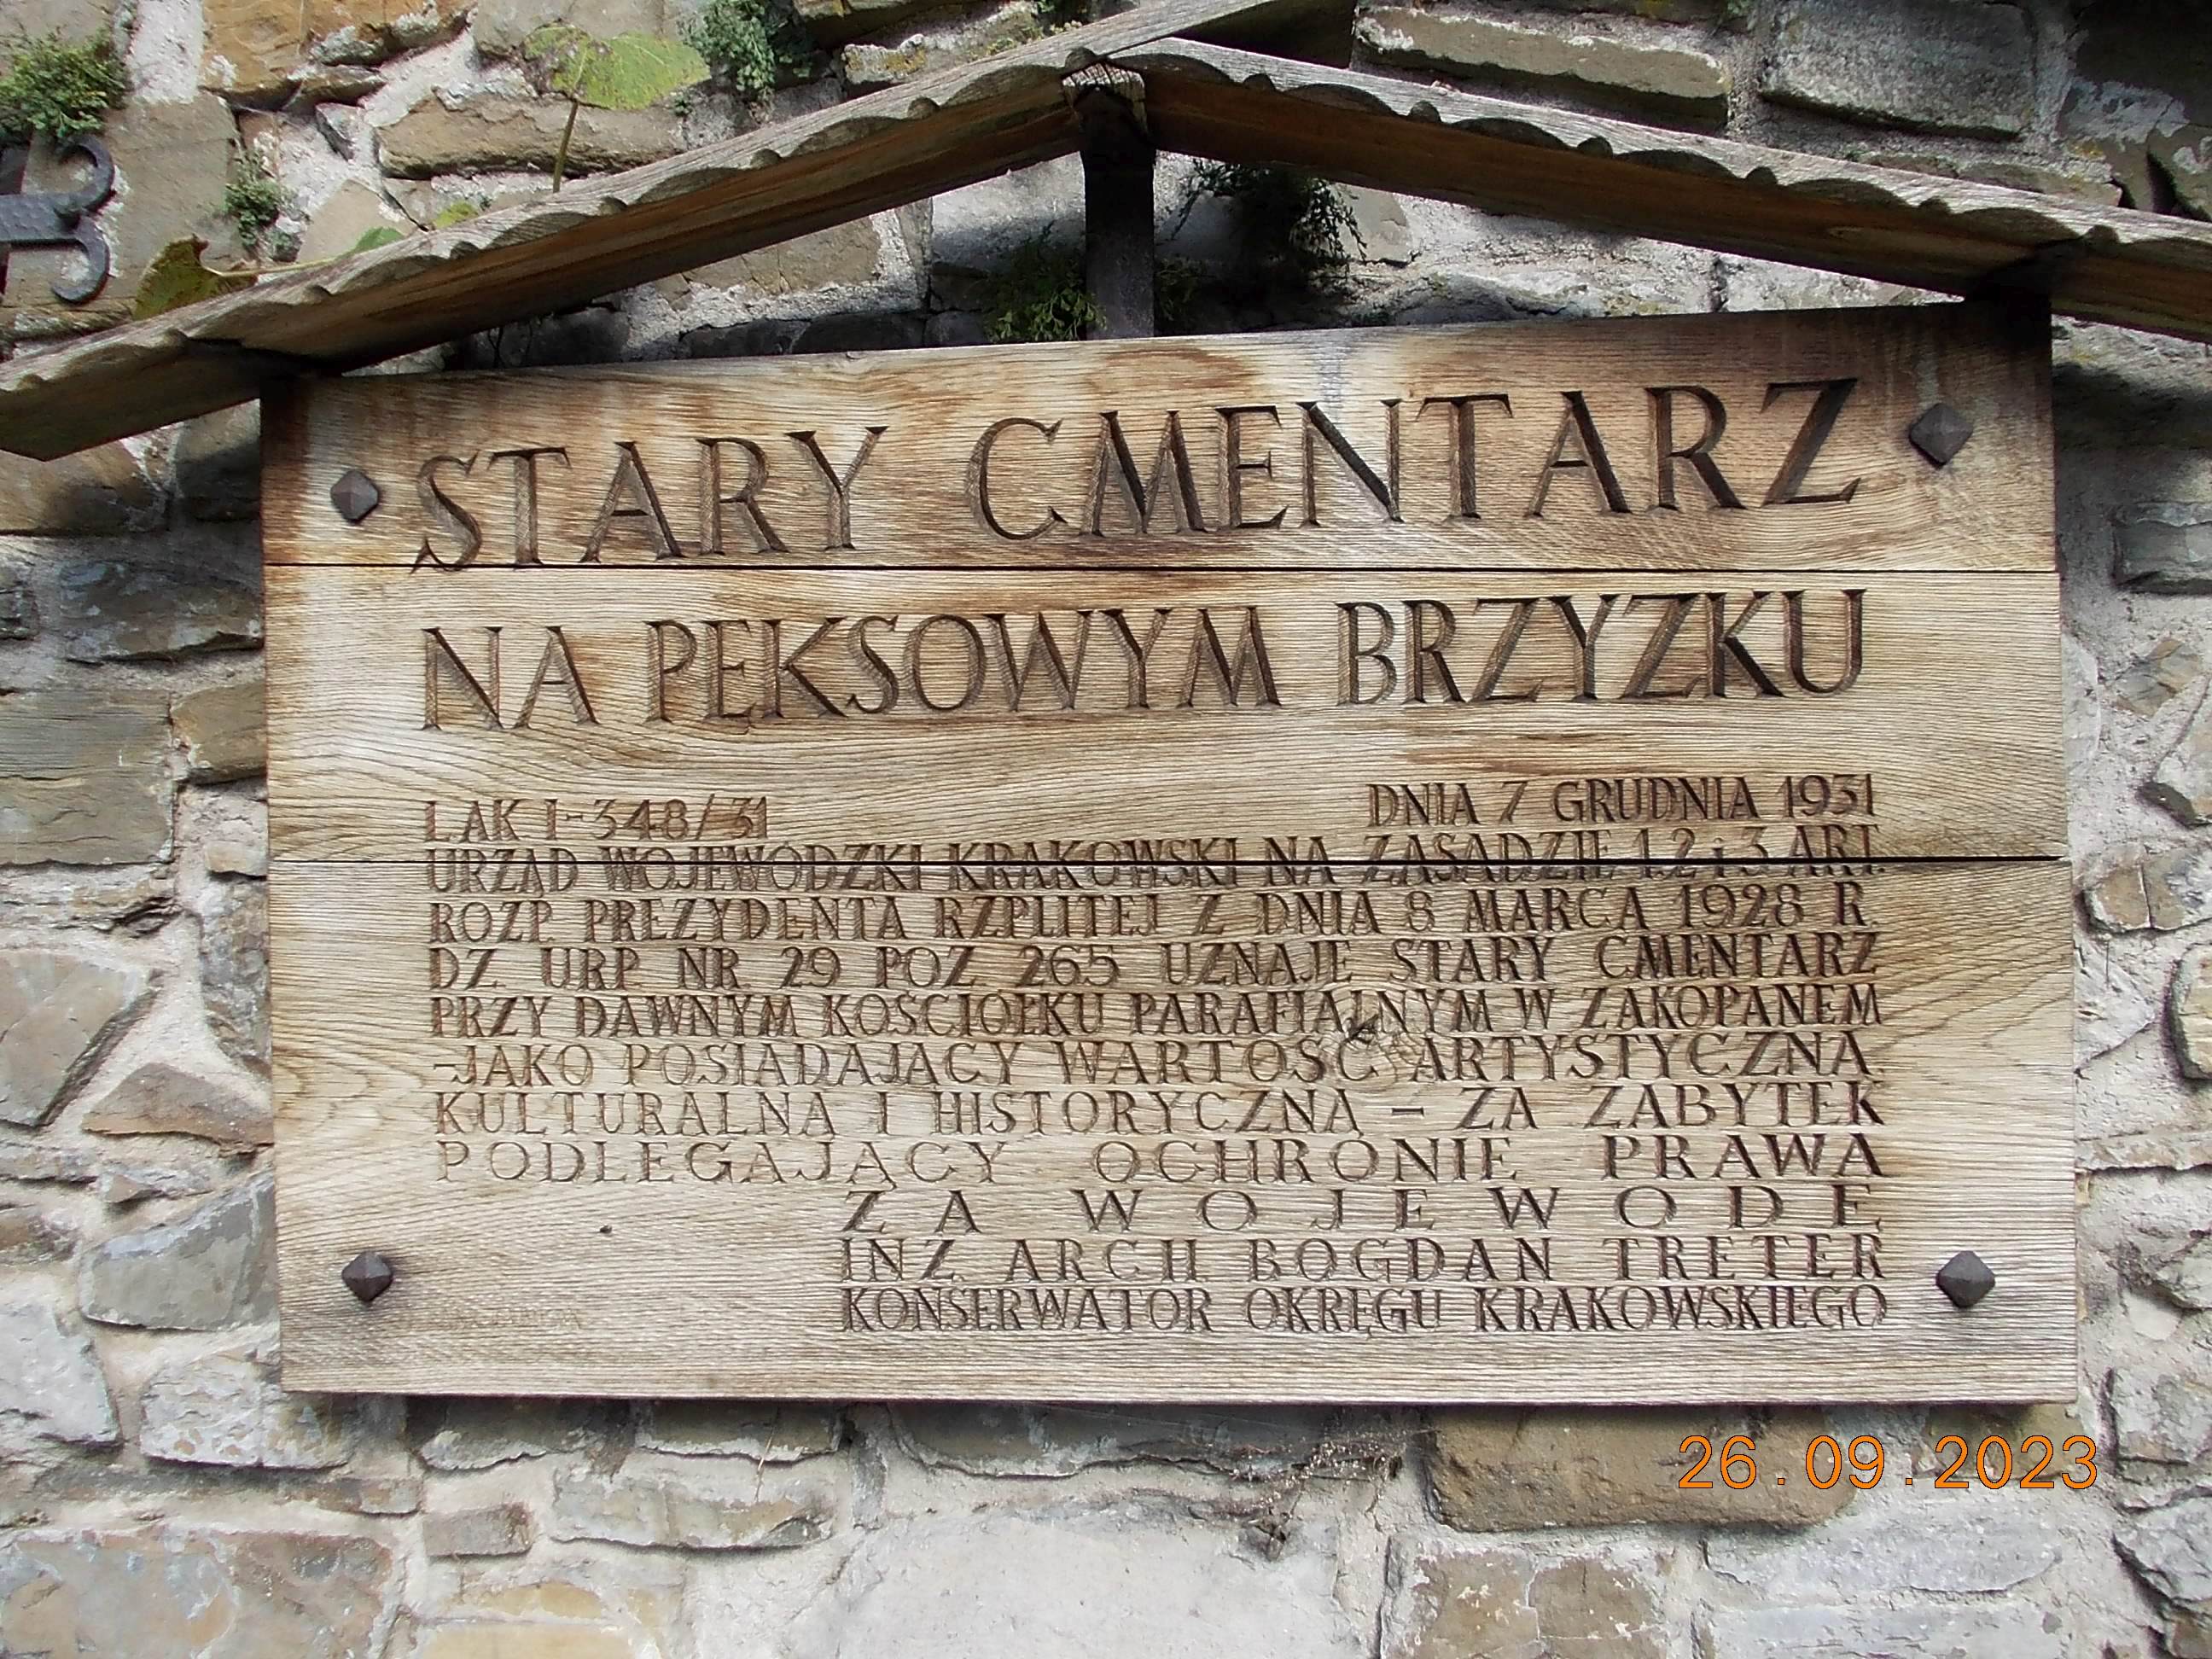 STARY CMENTARZ
NA PĘKSOWYM BRZYZKU
LAK I-348/31 DNIA 7 GRUDNIA 1931
URZĄD WOJEWÓDZKI KRAKOWSKI NA ZASADZIE 1.2 i 3 ART.
ROZP. PREZYDENTA RZPLITEJ Z DNIA 8 MARCA 1928 R
DZ. URP NR 29 POZ 265 UZNAJE STARY CMENTARZ
PRZY DAWNYM KOŚCIÓŁKU PARAFIALNYM W ZAKOPANEM
-JAKO POSIADAJĄCY WARTOŚĆ ARTYSTYCZNĄ
KULTURALNĄ I HISTORYCZNĄ - ZA ZABYTEK
PODLEGAJĄCY OCHRONIE PRAWA
ZA WOJEWODĘ
INŻ ARCH BOGDAN TRETER
KONSERWATOR OKRĘGU KRAKOWSKIEGO
26.09.2023